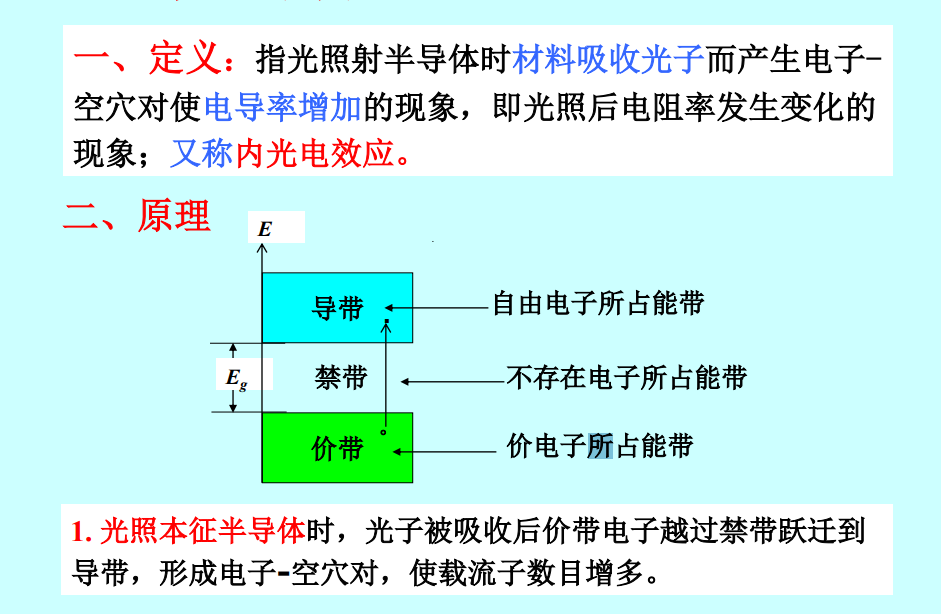 一、定义：指光照射半导体时材料吸收光子而产生电子-
空穴对使电导率增加的现象，即光照后电阻率发生变化的
现象；又称内光电效应。
二、原理
E
导带
自由电子所占能带
Eg
禁带
不存在电子所占能带
价带
价电子所占能带
1. 光照本征半导体时，光子被吸收后价带电子越过禁带跃迁到
导带，形成电子-空穴对，使载流子数目增多。